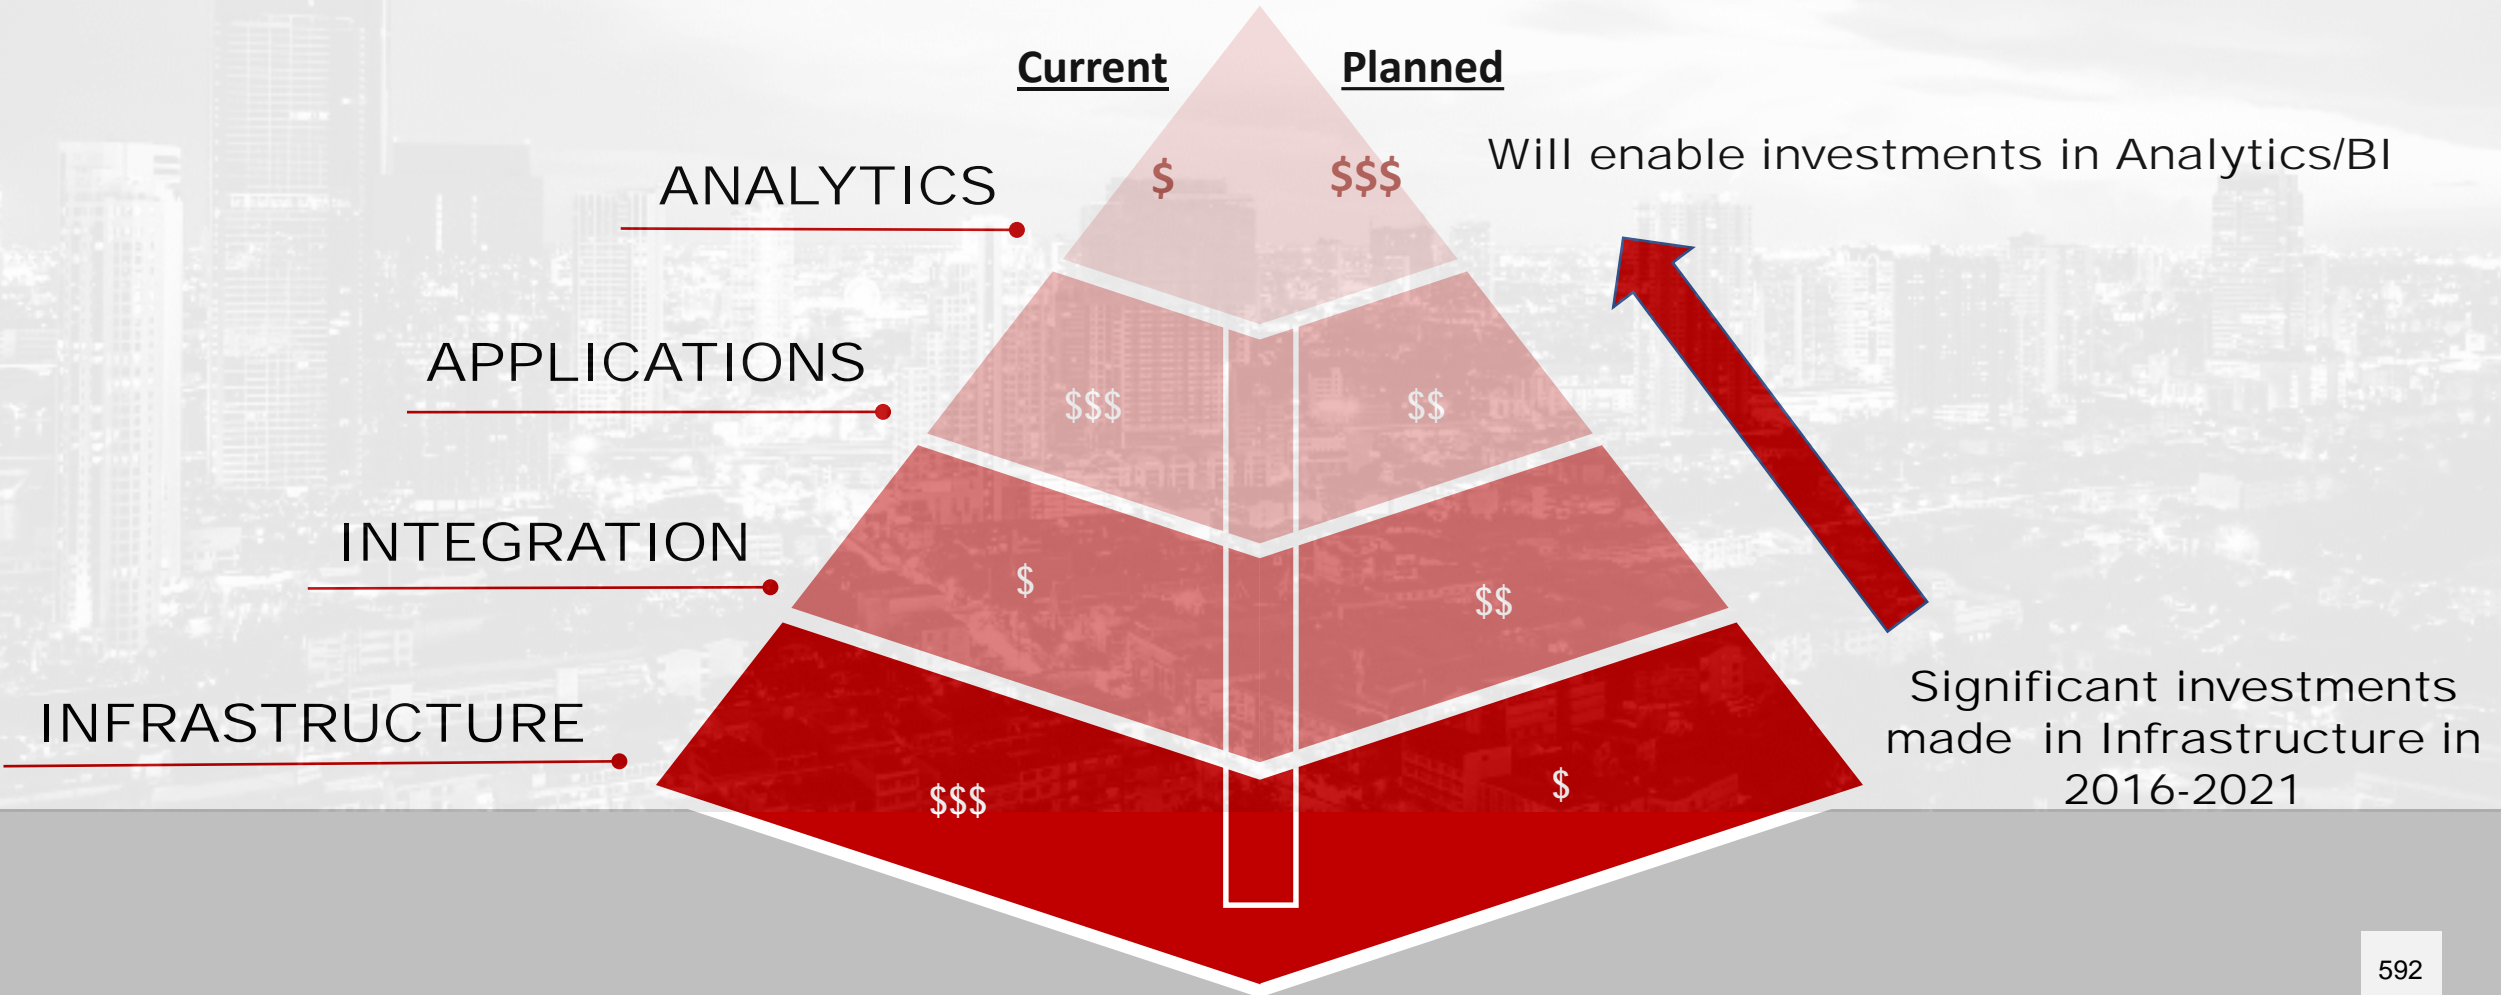 Current
Planned
ANALYTICS
$
$$$
Will enable investments in Analytics/BI
APPLICATIONS
$$$
$$
INTEGRATION
$
$$
INFRASTRUCTURE
$$$
$
Significant investments
made in Infrastructure in
2016-2021
592